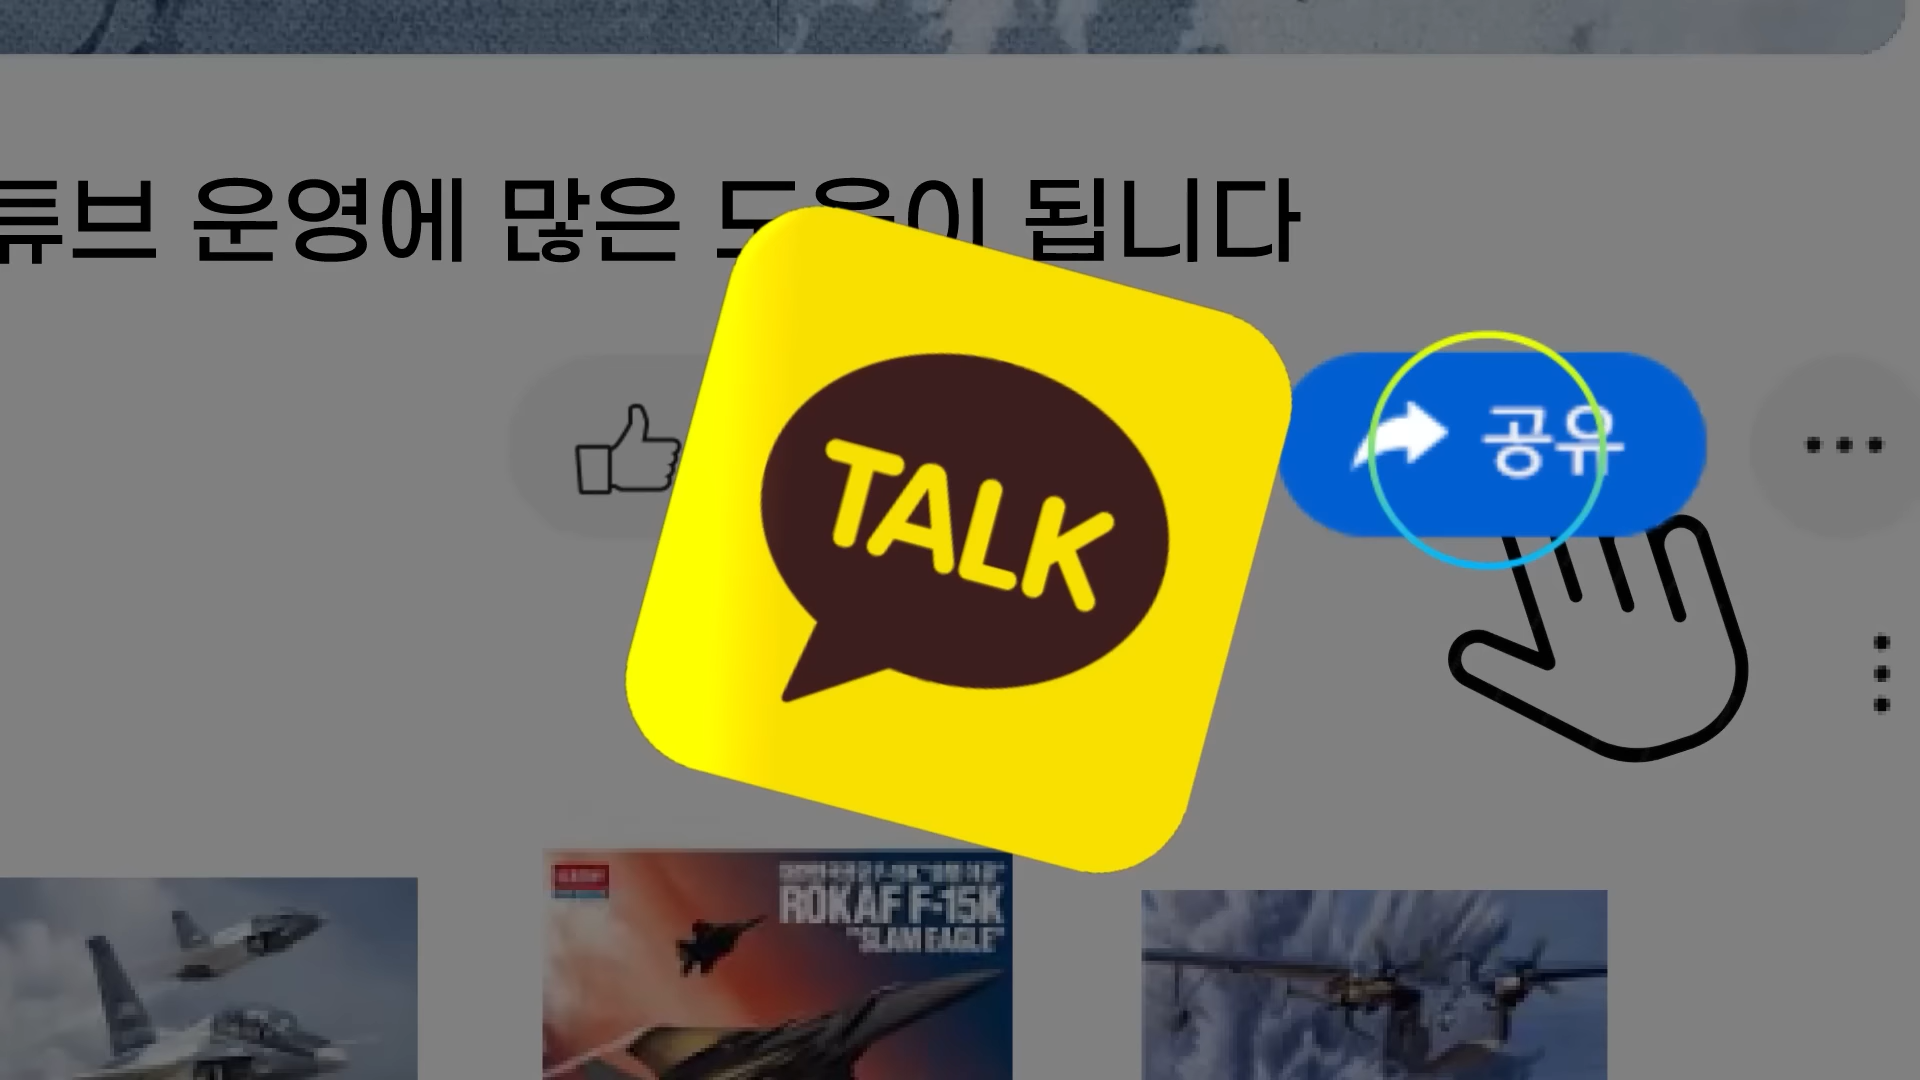 튜브 운영에 많은 도움이 됩니다
TALK
공유
ROKAF F-15K
"SLAM EAGLE"